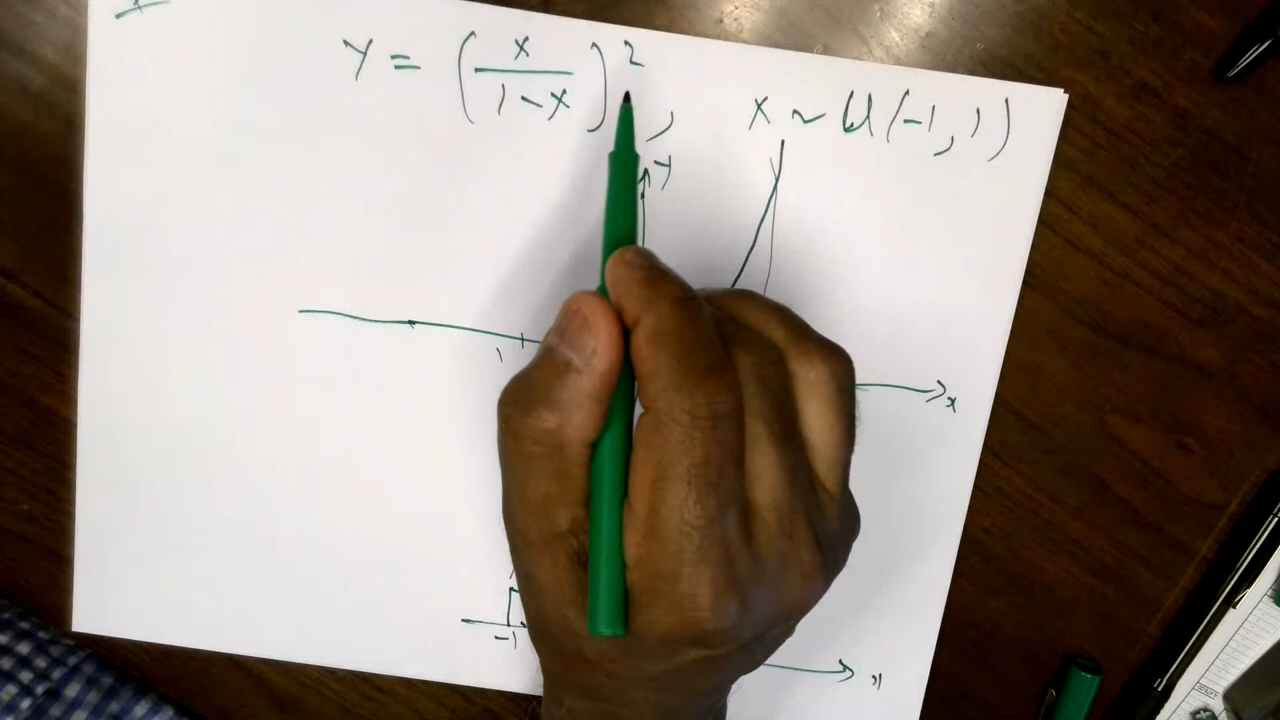 Y = (x / 1-x)^2 , X ~ U(-1, 1)
Y
1
x
-1
x